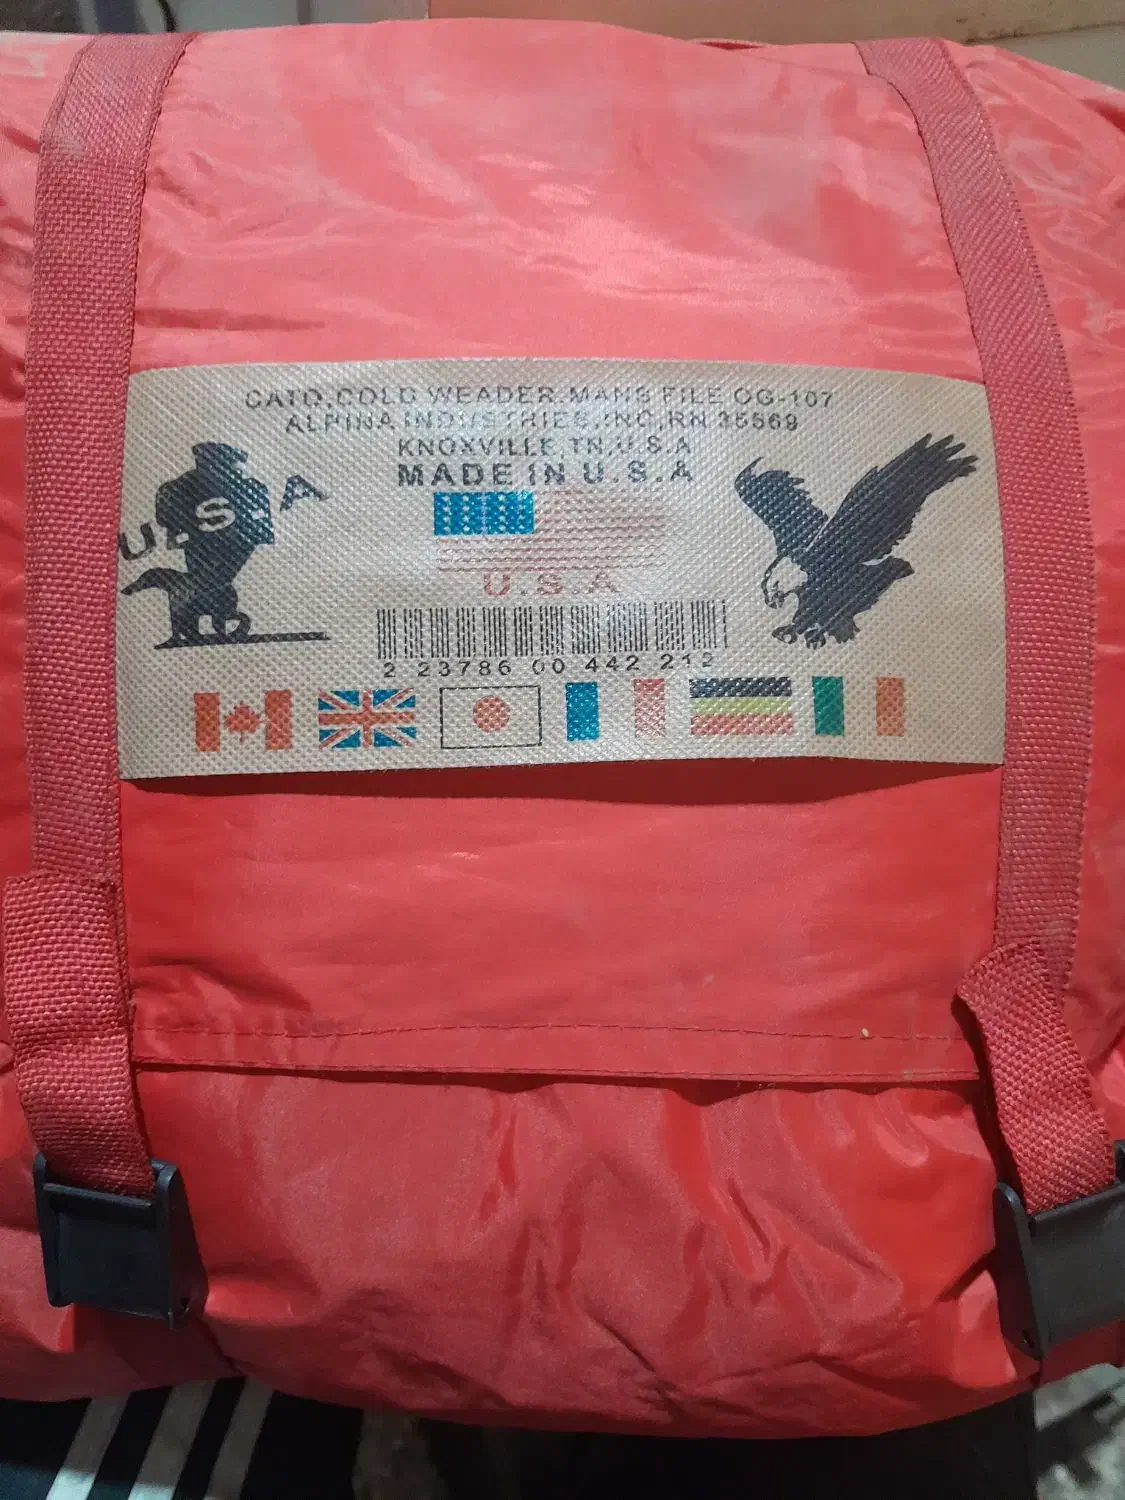 CATO,COLD WEADER,MANS FILE OG-107
ALPINA INDUSTRIES,INC,RN 35569
KNOXVILLE,TN,U.S.A
MADE IN U.S.A
U.S.A
U.S.A
2 23786 00 442 212